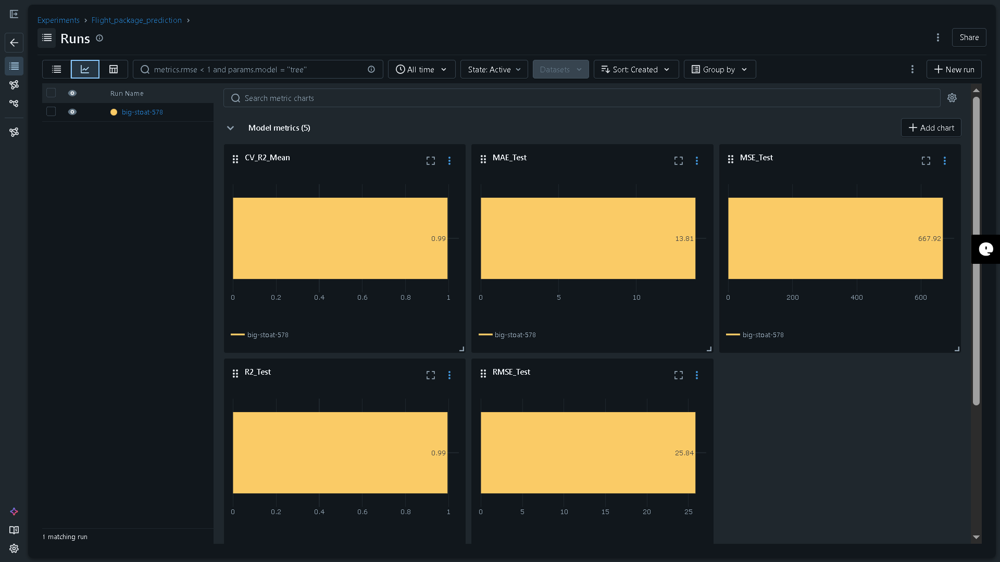 Experiments › Flight_package_prediction ›
Runs
Share
metrics.rmse < 1 and params.model = "tree"
All time
State: Active
Datasets
Sort: Created
Group by
New run
Run Name
big-stoat-578
1 matching run
Search metric charts
Model metrics (5)
Add chart
CV_R2_Mean
0.99
0 0.2 0.4 0.6 0.8 1
big-stoat-578
MAE_Test
13.81
0 5 10
big-stoat-578
MSE_Test
667.92
0 200 400 600
big-stoat-578
R2_Test
0.99
0 0.2 0.4 0.6 0.8 1
RMSE_Test
25.84
0 5 10 15 20 25